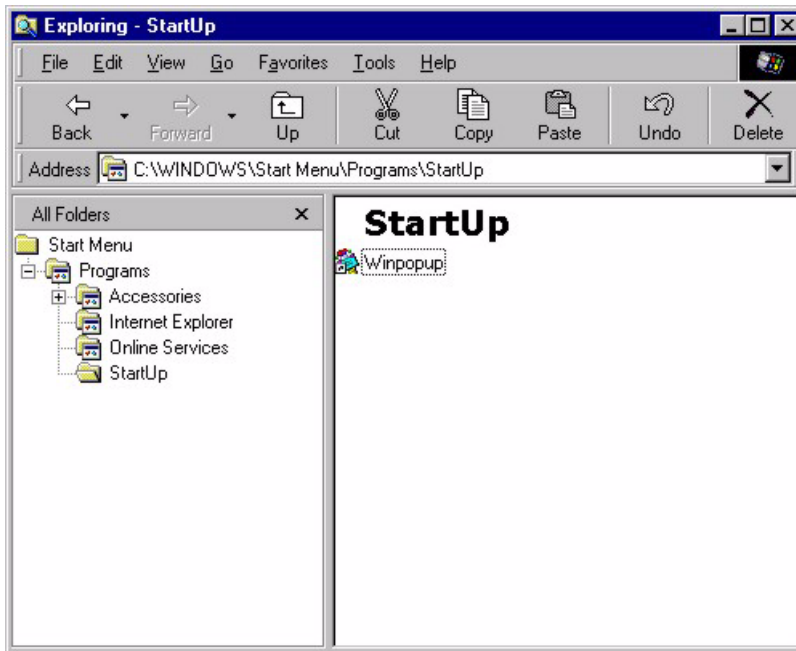 Exploring - StartUp
File Edit View Go Favorites Tools Help
Back Forward Up Cut Copy Paste Undo Delete
Address C:\WINDOWS\Start Menu\Programs\StartUp
All Folders
Start Menu
Programs
Accessories
Internet Explorer
Online Services
StartUp
StartUp
Winpopup